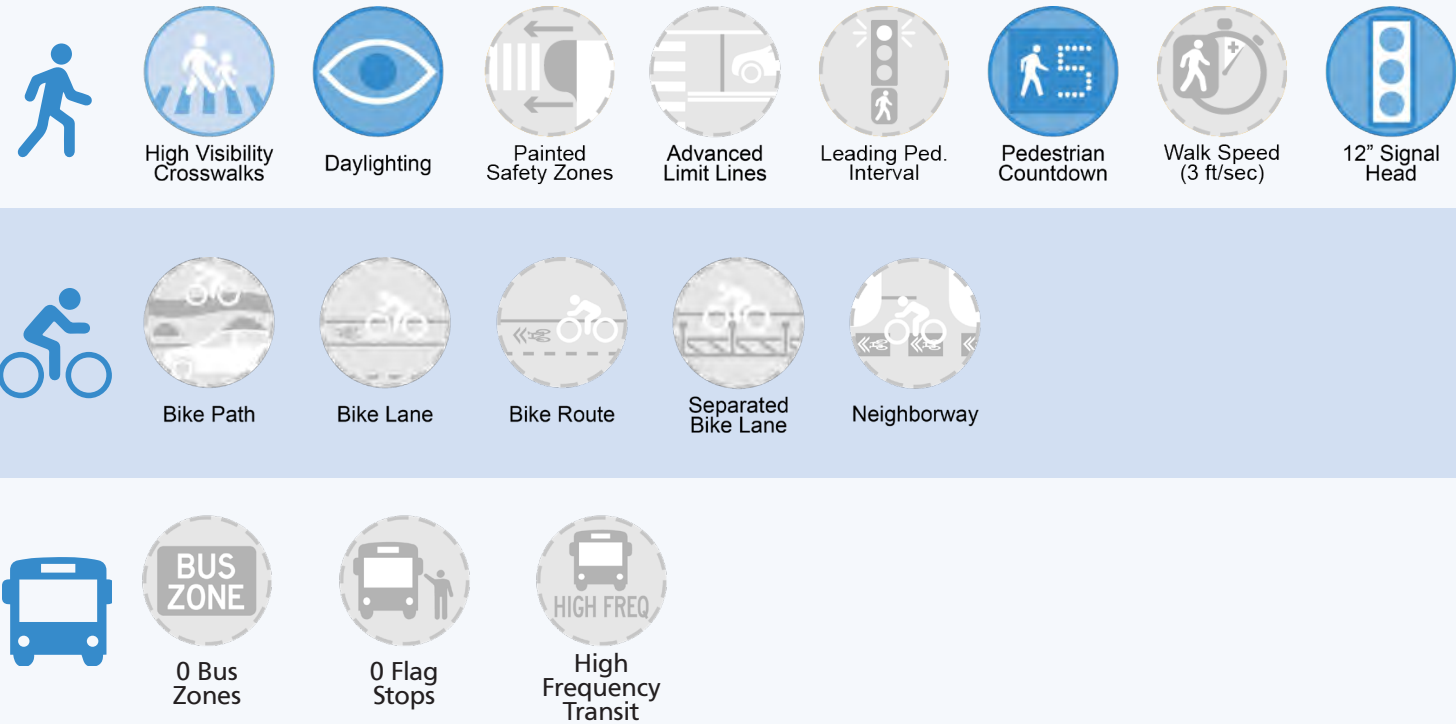 5
High Visibility
Crosswalks
Daylighting
Painted
Safety Zones
Advanced
Limit Lines
Leading Ped.
Interval
Pedestrian
Countdown
Walk Speed
(3 ft/sec)
12” Signal
Head
Bike Path
Bike Lane
Bike Route
Separated
Bike Lane
Neighborway
BUS
ZONE
HIGH FREQ
0 Bus
Zones
0 Flag
Stops
High
Frequency
Transit